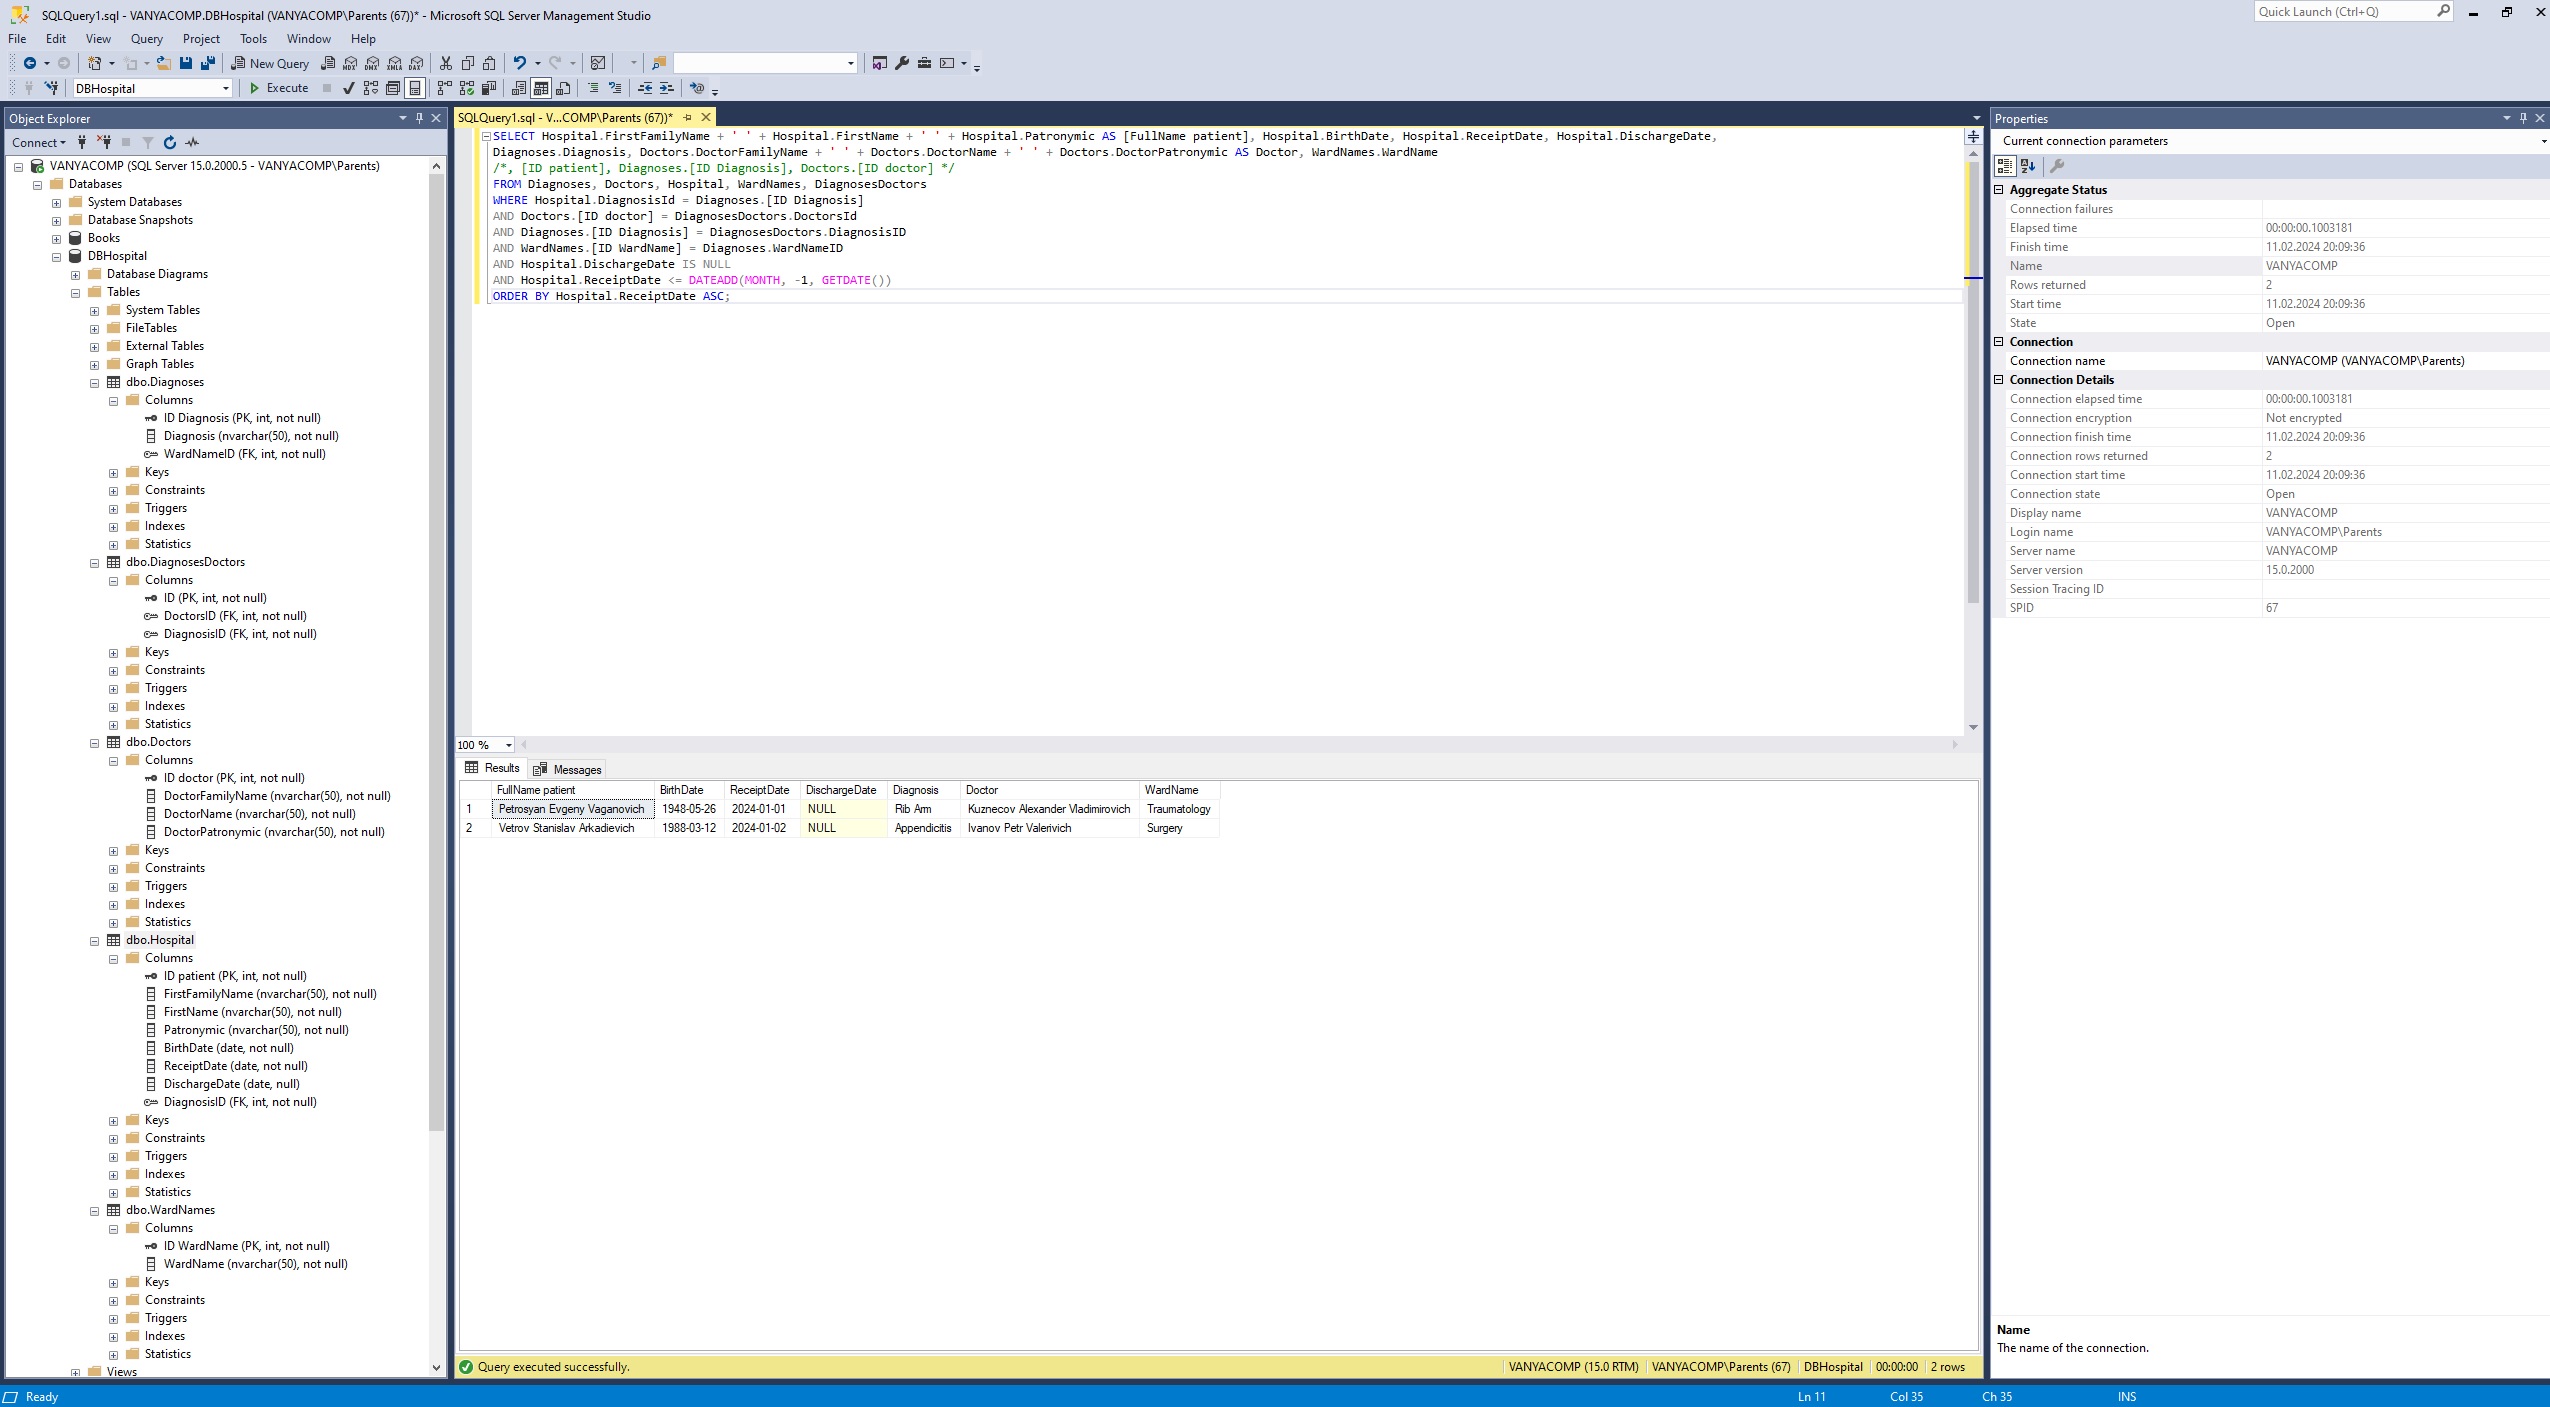 SQLQuery1.sql - VANYACOMP.DBHospital (VANYACOMP\Parents (67))* - Microsoft SQL Server Management Studio
Quick Launch (Ctrl+Q)
File Edit View Query Project Tools Window Help
New Query
DBHospital Execute
Object Explorer
Connect
VANYACOMP (SQL Server 15.0.2000.5 - VANYACOMP\Parents)
Databases
System Databases
Database Snapshots
Books
DBHospital
Database Diagrams
Tables
System Tables
FileTables
External Tables
Graph Tables
dbo.Diagnoses
Columns
ID Diagnosis (PK, int, not null)
Diagnosis (nvarchar(50), not null)
WardNameID (FK, int, not null)
Keys
Constraints
Triggers
Indexes
Statistics
dbo.DiagnosesDoctors
Columns
ID (PK, int, not null)
DoctorsID (FK, int, not null)
DiagnosisID (FK, int, not null)
Keys
Constraints
Triggers
Indexes
Statistics
dbo.Doctors
Columns
ID doctor (PK, int, not null)
DoctorFamilyName (nvarchar(50), not null)
DoctorName (nvarchar(50), not null)
DoctorPatronymic (nvarchar(50), not null)
Keys
Constraints
Triggers
Indexes
Statistics
dbo.Hospital
Columns
ID patient (PK, int, not null)
FirstFamilyName (nvarchar(50), not null)
FirstName (nvarchar(50), not null)
Patronymic (nvarchar(50), not null)
BirthDate (date, not null)
ReceiptDate (date, not null)
DischargeDate (date, null)
DiagnosisID (FK, int, not null)
Keys
Constraints
Triggers
Indexes
Statistics
dbo.WardNames
Columns
ID WardName (PK, int, not null)
WardName (nvarchar(50), not null)
Keys
Constraints
Triggers
Indexes
Statistics
Views
SQLQuery1.sql - V...COMP\Parents (67))*
SELECT Hospital.FirstFamilyName + ' ' + Hospital.FirstName + ' ' + Hospital.Patronymic AS [FullName patient], Hospital.BirthDate, Hospital.ReceiptDate, Hospital.DischargeDate,
Diagnoses.Diagnosis, Doctors.DoctorFamilyName + ' ' + Doctors.DoctorName + ' ' + Doctors.DoctorPatronymic AS Doctor, WardNames.WardName
/*, [ID patient], Diagnoses.[ID Diagnosis], Doctors.[ID doctor] */
FROM Diagnoses, Doctors, Hospital, WardNames, DiagnosesDoctors
WHERE Hospital.DiagnosisId = Diagnoses.[ID Diagnosis]
AND Doctors.[ID doctor] = DiagnosesDoctors.DoctorsId
AND Diagnoses.[ID Diagnosis] = DiagnosesDoctors.DiagnosisID
AND WardNames.[ID WardName] = Diagnoses.WardNameID
AND Hospital.DischargeDate IS NULL
AND Hospital.ReceiptDate <= DATEADD(MONTH, -1, GETDATE())
ORDER BY Hospital.ReceiptDate ASC;
100 %
Results Messages
FullName patient BirthDate ReceiptDate DischargeDate Diagnosis Doctor WardName
1 Petrosyan Evgeny Vaganovich 1948-05-26 2024-01-01 NULL Rib Arm Kuznecov Alexander Vladimirovich Traumatology
2 Vetrov Stanislav Arkadievich 1988-03-12 2024-01-02 NULL Appendicitis Ivanov Petr Valerivich Surgery
Query executed successfully. VANYACOMP (15.0 RTM) VANYACOMP\Parents (67) DBHospital 00:00:00 2 rows
Properties
Current connection parameters
Aggregate Status
Connection failures
Elapsed time 00:00:00.1003181
Finish time 11.02.2024 20:09:36
Name VANYACOMP
Rows returned 2
Start time 11.02.2024 20:09:36
State Open
Connection
Connection name VANYACOMP (VANYACOMP\Parents)
Connection Details
Connection elapsed time 00:00:00.1003181
Connection encryption Not encrypted
Connection finish time 11.02.2024 20:09:36
Connection rows returned 2
Connection start time 11.02.2024 20:09:36
Connection state Open
Display name VANYACOMP
Login name VANYACOMP\Parents
Server name VANYACOMP
Server version 15.0.2000
Session Tracing ID
SPID 67
Name
The name of the connection.
Ready Ln 11 Col 35 Ch 35 INS